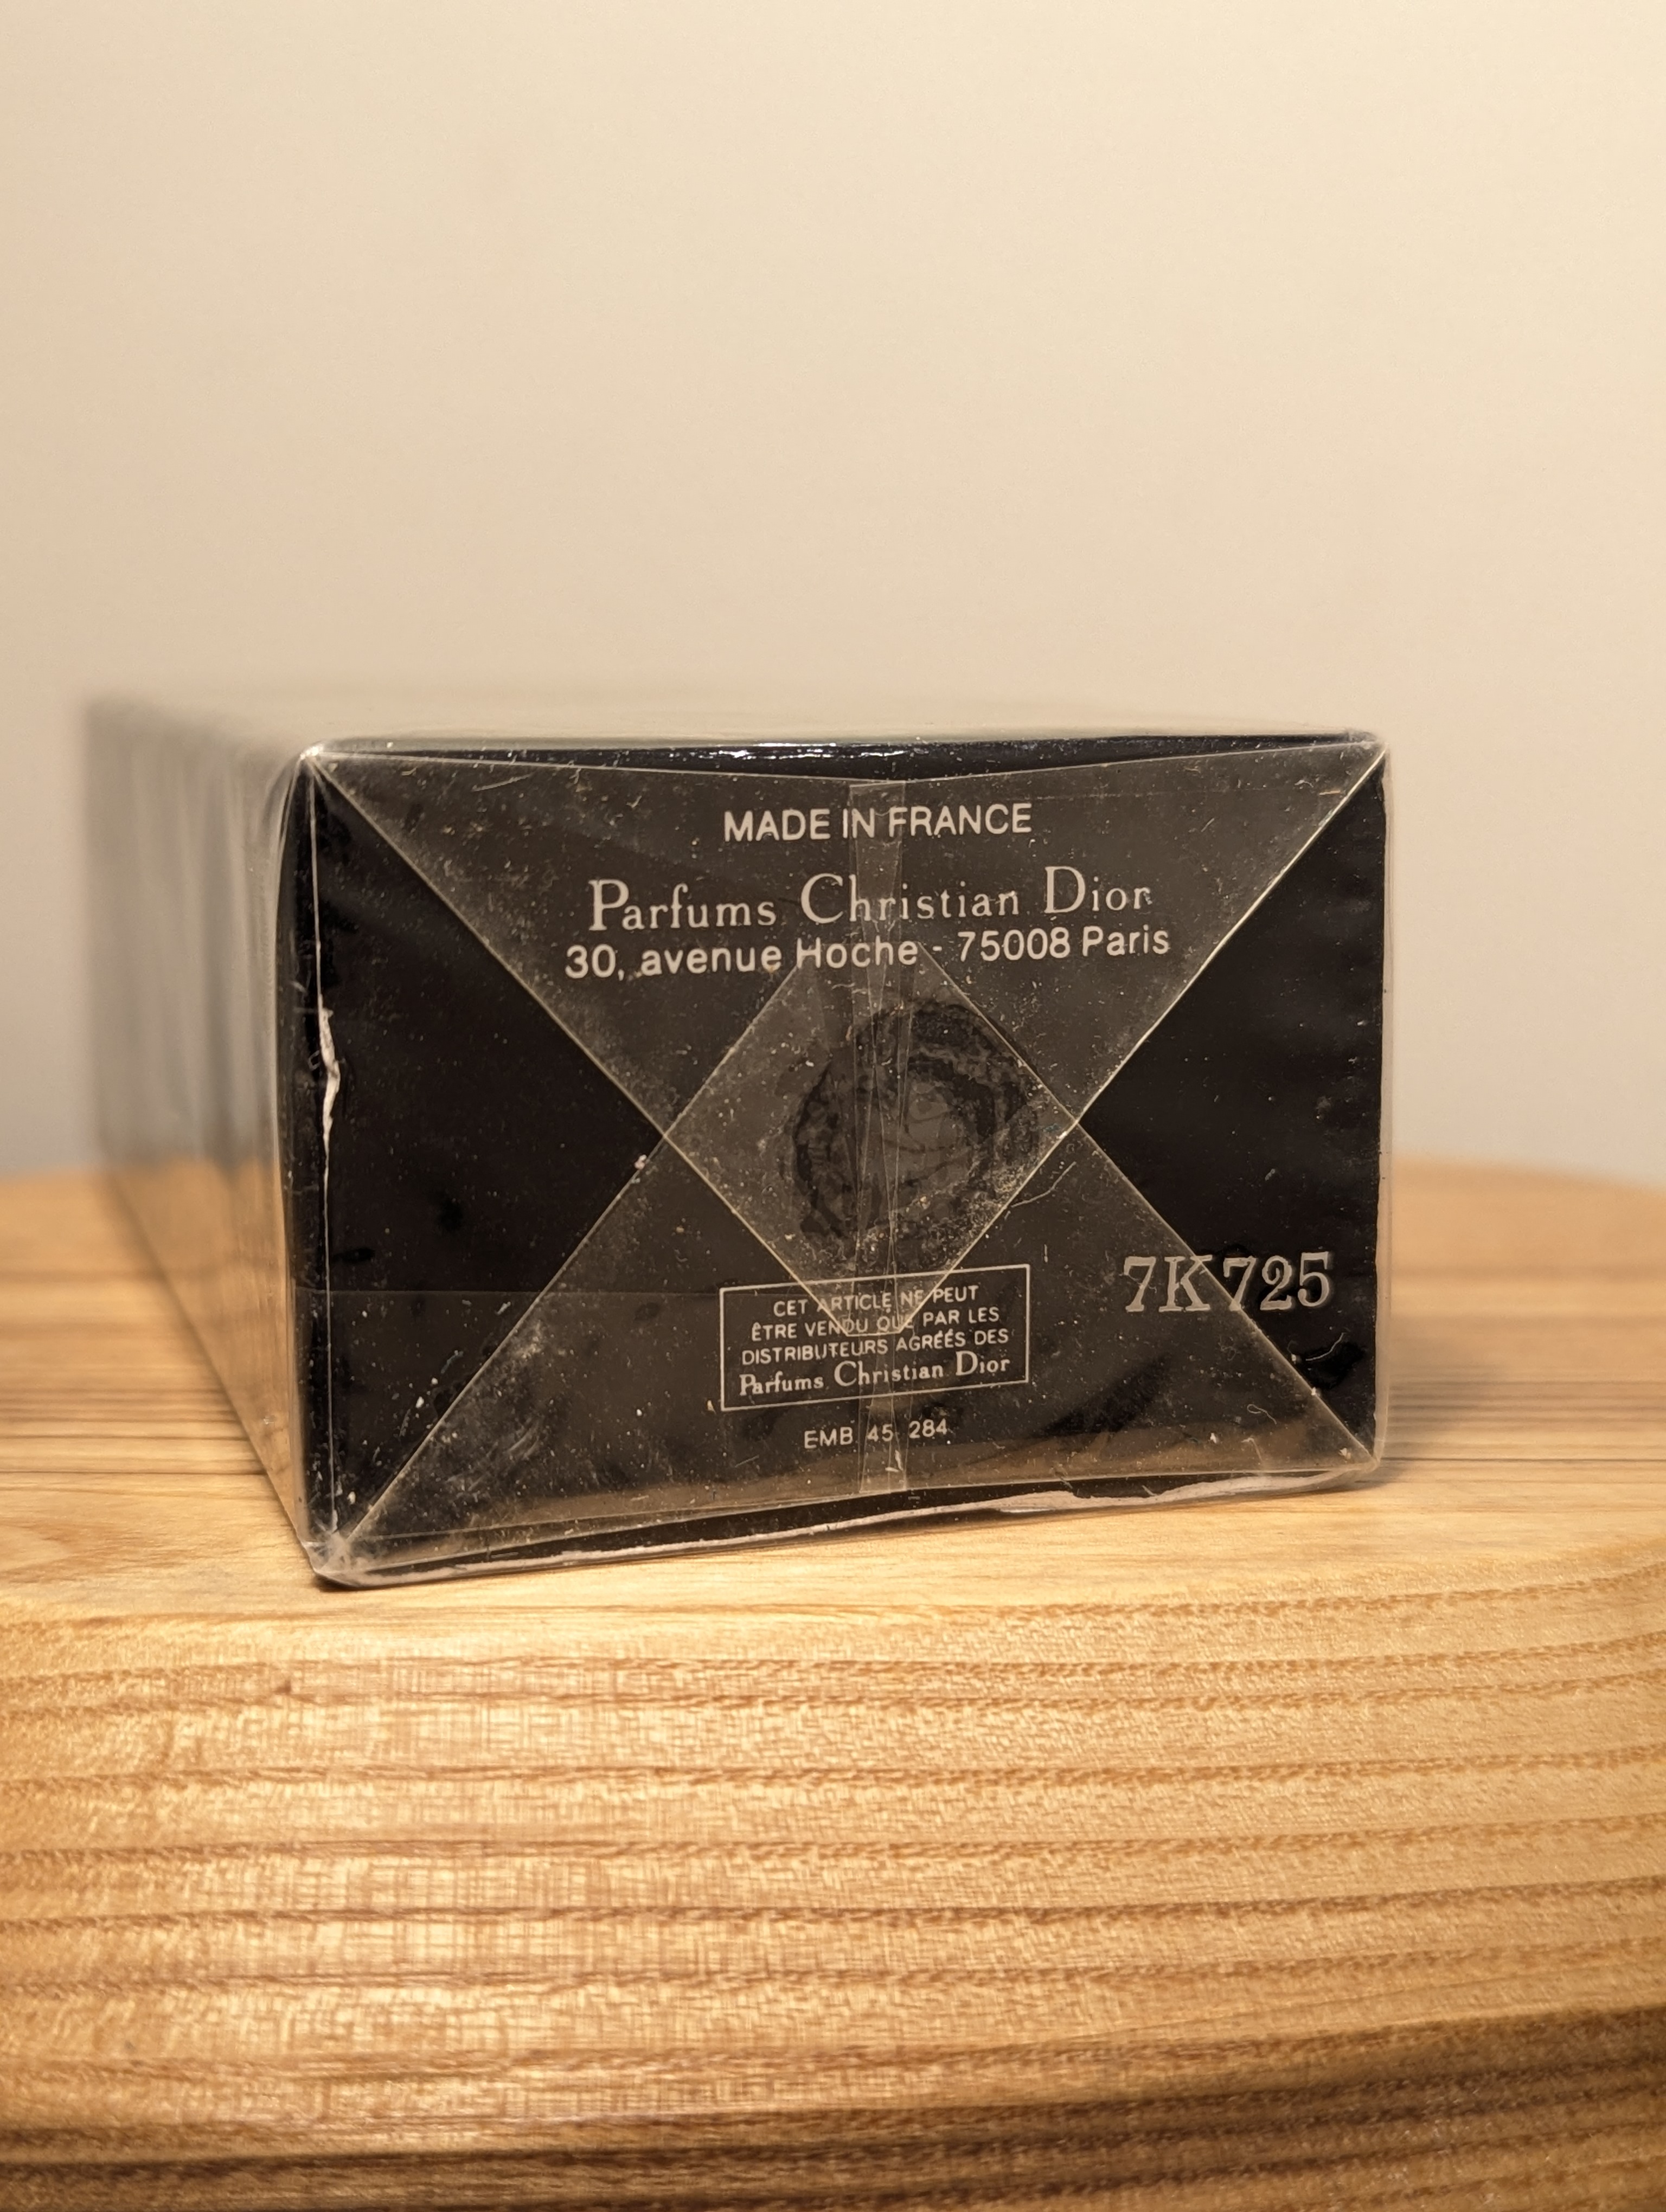 MADE IN FRANCE
Parfums Christian Dior
30, avenue Hoche - 75008 Paris
7K725
CET ARTICLE NE PEUT
ÊTRE VENDU QUE PAR LES
DISTRIBUTEURS AGRÉÉS DES
Parfums Christian Dior
EMB 45 284